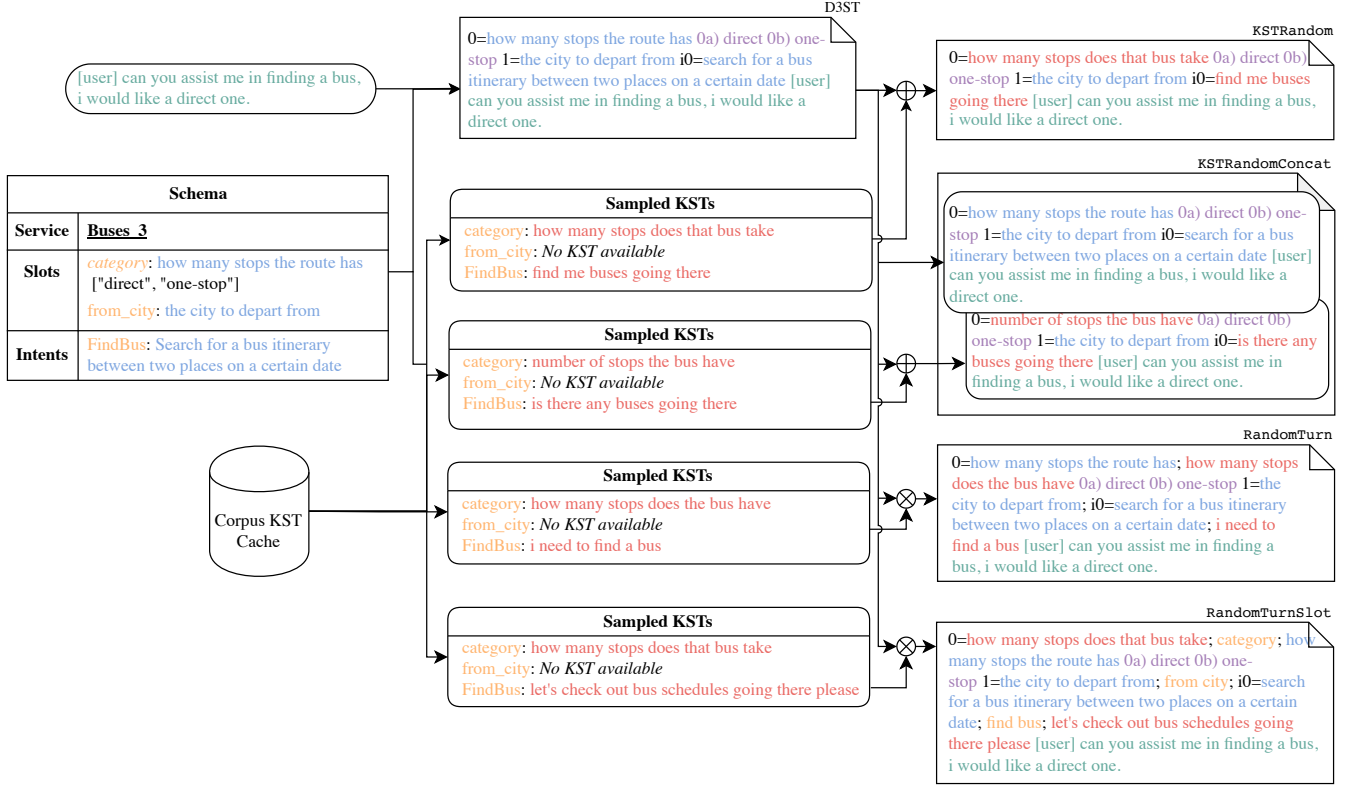 D3ST
0=how many stops the route has 0a) direct 0b) one-
stop 1=the city to depart from i0=search for a bus
itinerary between two places on a certain date [user]
can you assist me in finding a bus, i would like a
direct one.
KSTRandom
0=how many stops does that bus take 0a) direct 0b)
one-stop 1=the city to depart from i0=find me buses
going there [user] can you assist me in finding a bus,
i would like a direct one.
[user] can you assist me in finding a bus,
i would like a direct one.
Schema
Service
Buses_3
Slots
category: how many stops the route has
["direct", "one-stop"]
from_city: the city to depart from
Intents
FindBus: Search for a bus itinerary
between two places on a certain date
Corpus KST
Cache
Sampled KSTs
category: how many stops does that bus take
from_city: No KST available
FindBus: find me buses going there
Sampled KSTs
category: number of stops the bus have
from_city: No KST available
FindBus: is there any buses going there
Sampled KSTs
category: how many stops does the bus have
from_city: No KST available
FindBus: i need to find a bus
Sampled KSTs
category: how many stops does that bus take
from_city: No KST available
FindBus: let's check out bus schedules going there please
KSTRandomConcat
0=how many stops the route has 0a) direct 0b) one-
stop 1=the city to depart from i0=search for a bus
itinerary between two places on a certain date [user]
can you assist me in finding a bus, i would like a
direct one.
0=number of stops the bus have 0a) direct 0b)
one-stop 1=the city to depart from i0=is there any
buses going there [user] can you assist me in
finding a bus, i would like a direct one.
RandomTurn
0=how many stops the route has; how many stops
does the bus have 0a) direct 0b) one-stop 1=the
city to depart from; i0=search for a bus itinerary
between two places on a certain date; i need to
find a bus [user] can you assist me in finding a
bus, i would like a direct one.
RandomTurnSlot
0=how many stops does that bus take; category; how
many stops the route has 0a) direct 0b) one-
stop 1=the city to depart from; from city; i0=search
for a bus itinerary between two places on a certain
date; find bus; let's check out bus schedules going
there please [user] can you assist me in finding a bus,
i would like a direct one.